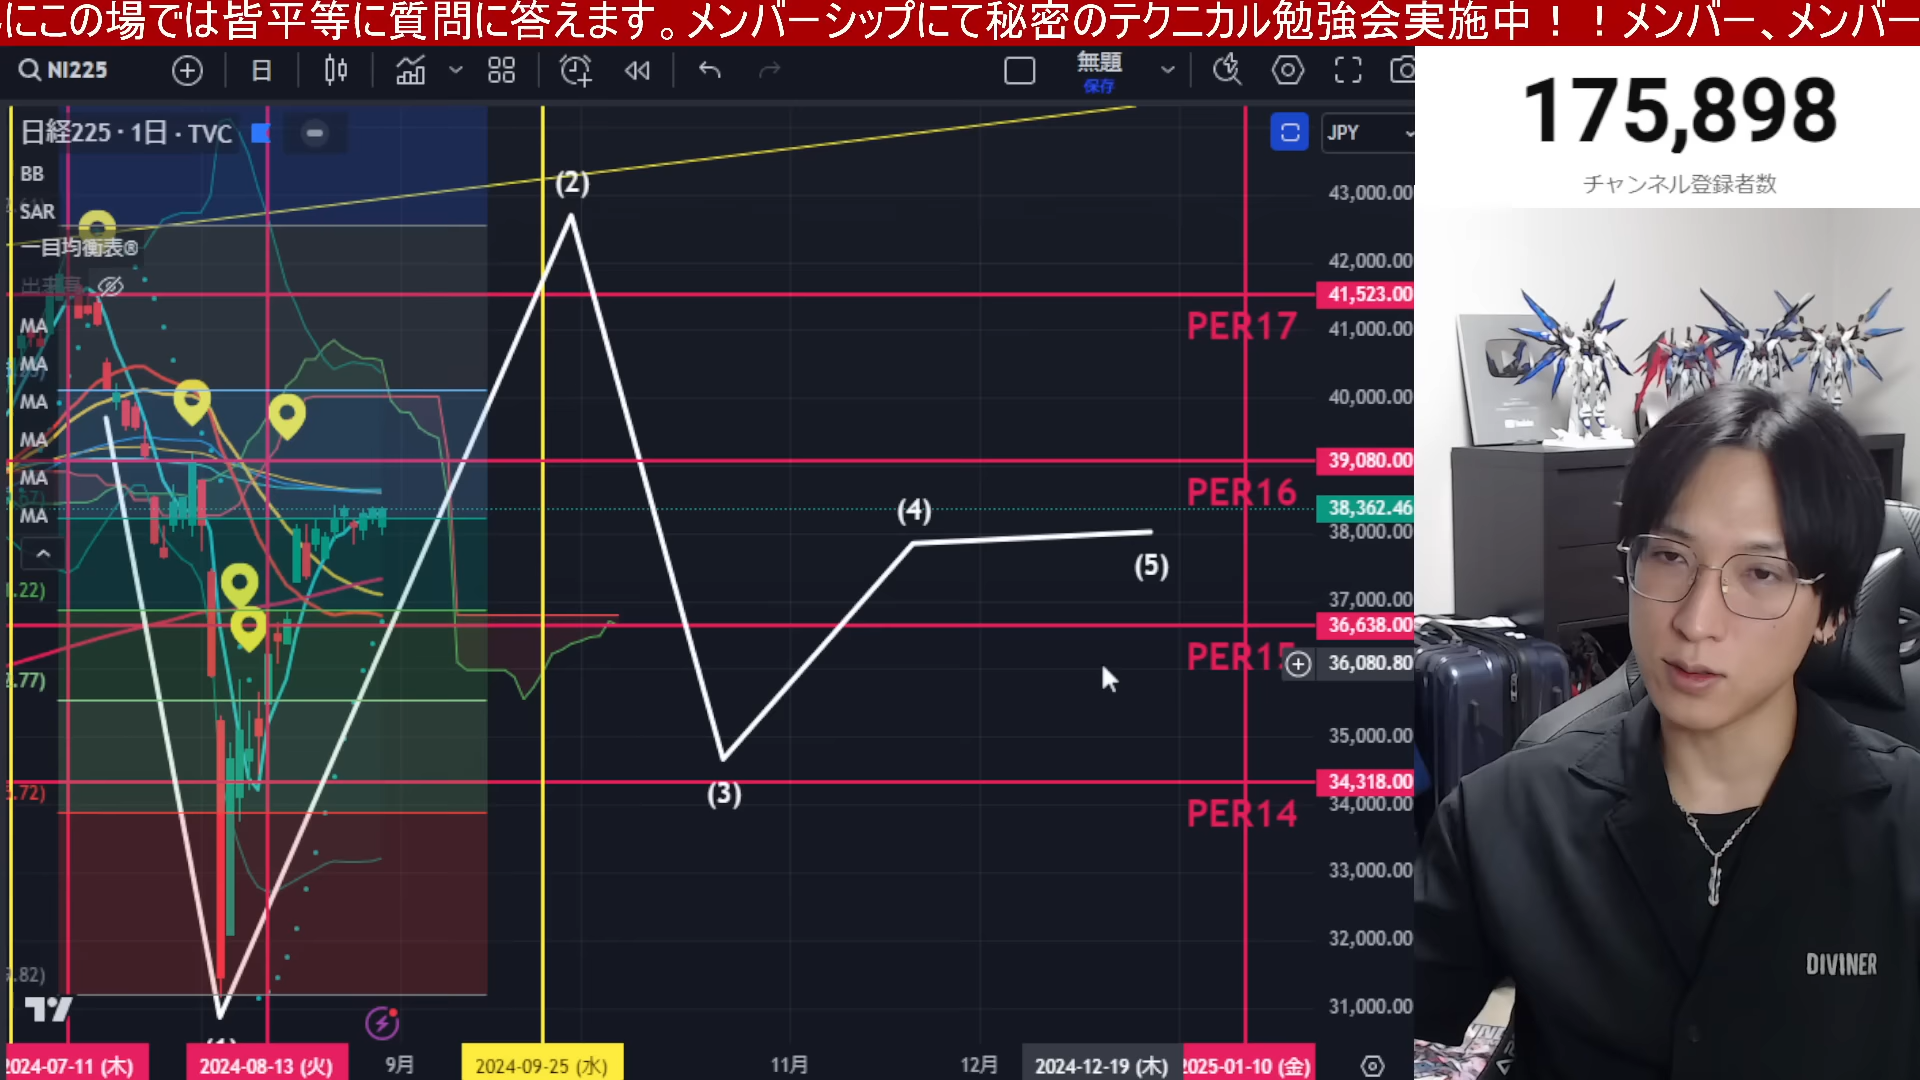 にこの場では皆平等に質問に答えます。メンバーシップにて秘密のテクニカル勉強会実施中！！メンバー、メンバー
NI225
日
無題
保存
175,898
チャンネル登録者数
日経225・1日・TVC
JPY
BB
SAR
一目均衡表®
出来高
MA
MA
MA
MA
MA
MA
.22)
.77)
.72)
.82)
(2)
(3)
(4)
(5)
PER17
PER16
PER15
PER14
43,000.00
42,000.00
41,523.00
41,000.00
40,000.00
39,080.00
38,362.46
38,000.00
37,000.00
36,638.00
36,080.80
35,000.00
34,318.00
34,000.00
33,000.00
32,000.00
31,000.00
2024-07-11 (木)
2024-08-13 (火)
9月
2024-09-25 (水)
11月
12月
2024-12-19 (木)
2025-01-10 (金)
DIVINER